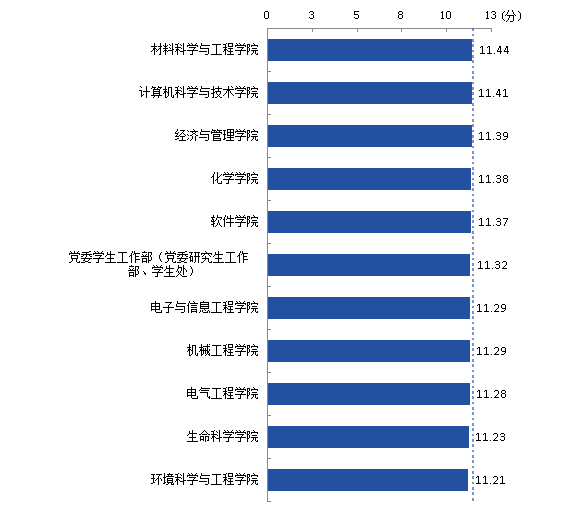 0 3 5 8 10 13 (分)
材料科学与工程学院 11.44
计算机科学与技术学院 11.41
经济与管理学院 11.39
化学学院 11.38
软件学院 11.37
党委学生工作部（党委研究生工作
部、学生处） 11.32
电子与信息工程学院 11.29
机械工程学院 11.29
电气工程学院 11.28
生命科学学院 11.23
环境科学与工程学院 11.21